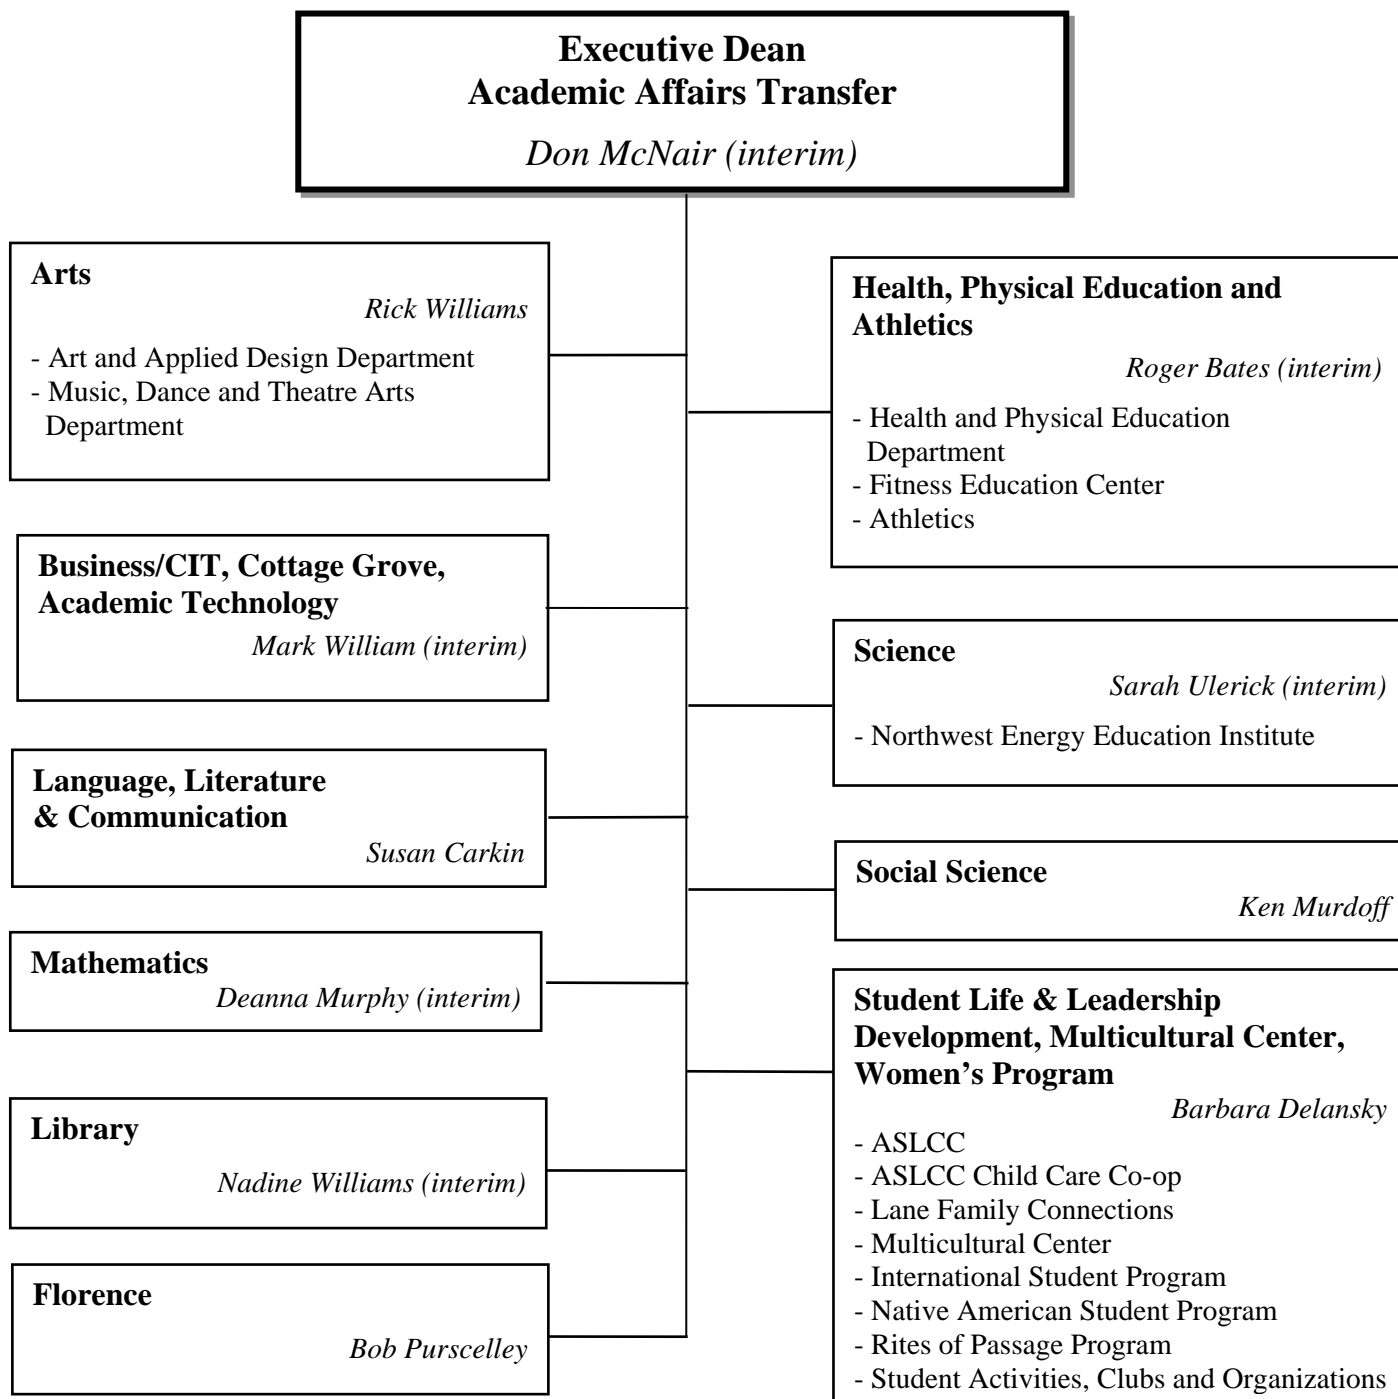 Executive Dean
Academic Affairs Transfer
Don McNair (interim)
Arts
Rick Williams
- Art and Applied Design Department
- Music, Dance and Theatre Arts
Department
Business/CIT, Cottage Grove,
Academic Technology
Mark William (interim)
Language, Literature
& Communication
Susan Carkin
Mathematics
Deanna Murphy (interim)
Library
Nadine Williams (interim)
Florence
Bob Purscelley
Health, Physical Education and
Athletics
Roger Bates (interim)
- Health and Physical Education
Department
- Fitness Education Center
- Athletics
Science
Sarah Ulerick (interim)
- Northwest Energy Education Institute
Social Science
Ken Murdoff
Student Life & Leadership
Development, Multicultural Center,
Women's Program
Barbara Delansky
- ASLCC
- ASLCC Child Care Co-op
- Lane Family Connections
- Multicultural Center
- International Student Program
- Native American Student Program
- Rites of Passage Program
- Student Activities, Clubs and Organizations